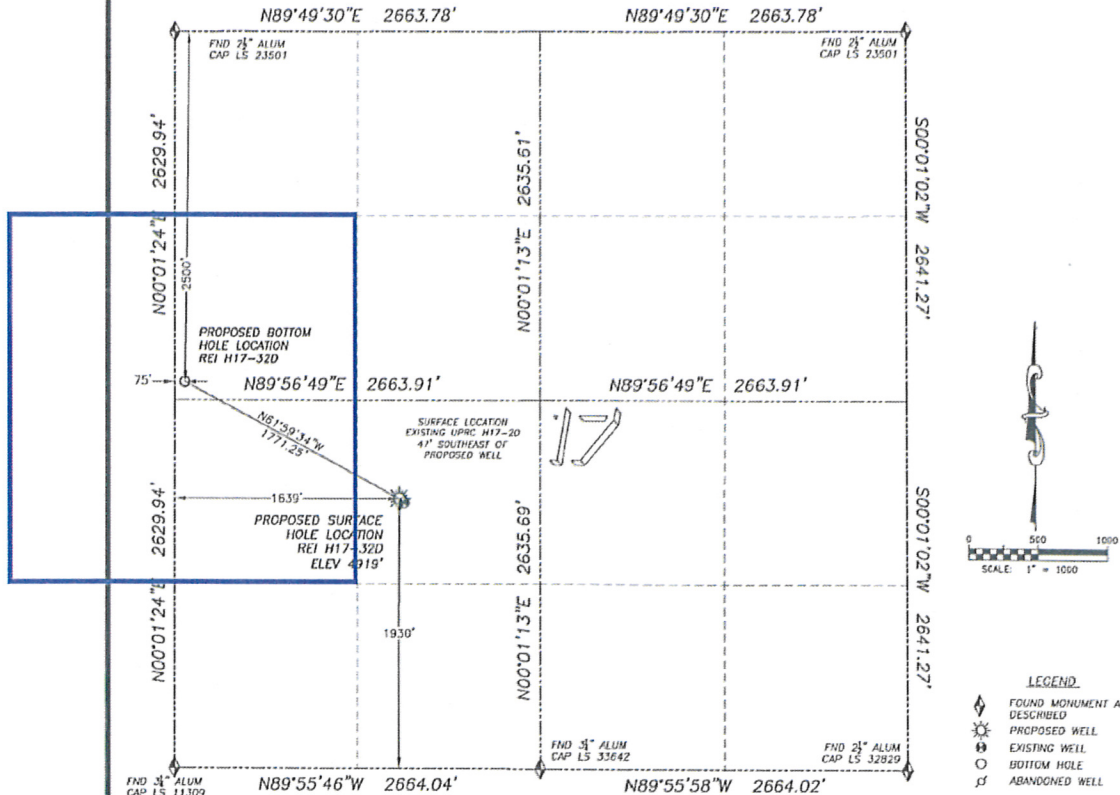 N89°49'30"E 2663.78'
N89°49'30"E 2663.78'
FND 2½" ALUM
CAP LS 23501
FND 2½" ALUM
CAP LS 23501
N00°01'24"E 2629.94'
2500'
N00°01'13"E 2635.61'
S00°01'02"W 2641.27'
PROPOSED BOTTOM
HOLE LOCATION
REI H17-32D
75'
N89°56'49"E 2663.91'
N89°56'49"E 2663.91'
N61°59'34"W
1771.25'
SURFACE LOCATION
EXISTING UPRC H17-2D
41' SOUTHEAST OF
PROPOSED WELL
17
1639'
PROPOSED SURFACE
HOLE LOCATION
REI H17-32D
ELEV 4919'
N00°01'24"E 2629.94'
1930'
N00°01'13"E 2635.69'
S00°01'02"W 2641.27'
0 500 1000
SCALE: 1" = 1000
LEGEND
FOUND MONUMENT A
DESCRIBED
PROPOSED WELL
EXISTING WELL
BOTTOM HOLE
ABANDONED WELL
FND 3¼" ALUM
CAP LS 11309
FND 3¼" ALUM
CAP LS 33642
FND 2½" ALUM
CAP LS 32829
N89°55'46"W 2664.04'
N89°55'58"W 2664.02'